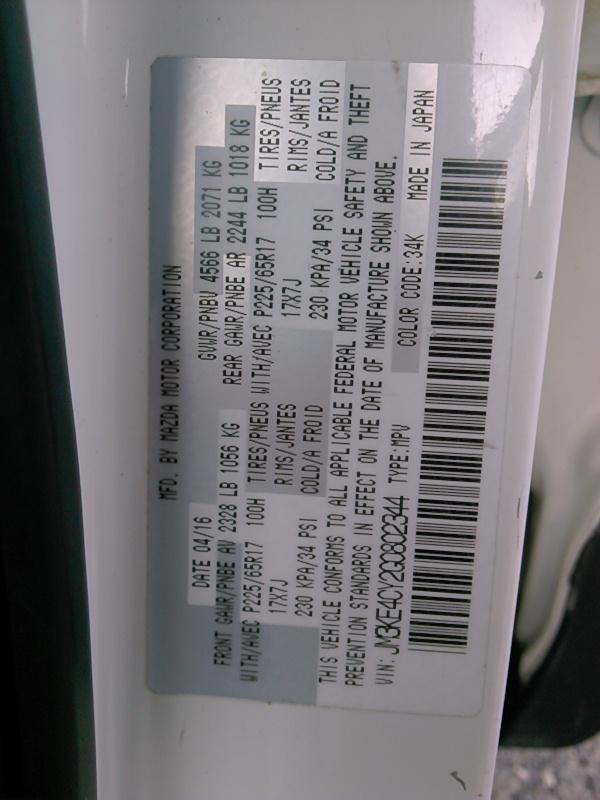 MFD. BY MAZDA MOTOR CORPORATION
DATE 04/16 GVWR/PNBV 4566 LB 2071 KG
FRONT GAWR/PNBE AV 2328 LB 1056 KG REAR GAWR/PNBE AR 2244 LB 1018 KG
WITH/AVEC P225/65R17 100H TIRES/PNEUS WITH/AVEC P225/65R17 100H TIRES/PNEUS
17X7J RIMS/JANTES 17X7J RIMS/JANTES
230 KPA/34 PSI COLD/A FROID 230 KPA/34 PSI COLD/A FROID
THIS VEHICLE CONFORMS TO ALL APPLICABLE FEDERAL MOTOR VEHICLE SAFETY AND THEFT
PREVENTION STANDARDS IN EFFECT ON THE DATE OF MANUFACTURE SHOWN ABOVE.
VIN: JM3KE4CY2G0802344 TYPE:MPV COLOR CODE:34K MADE IN JAPAN